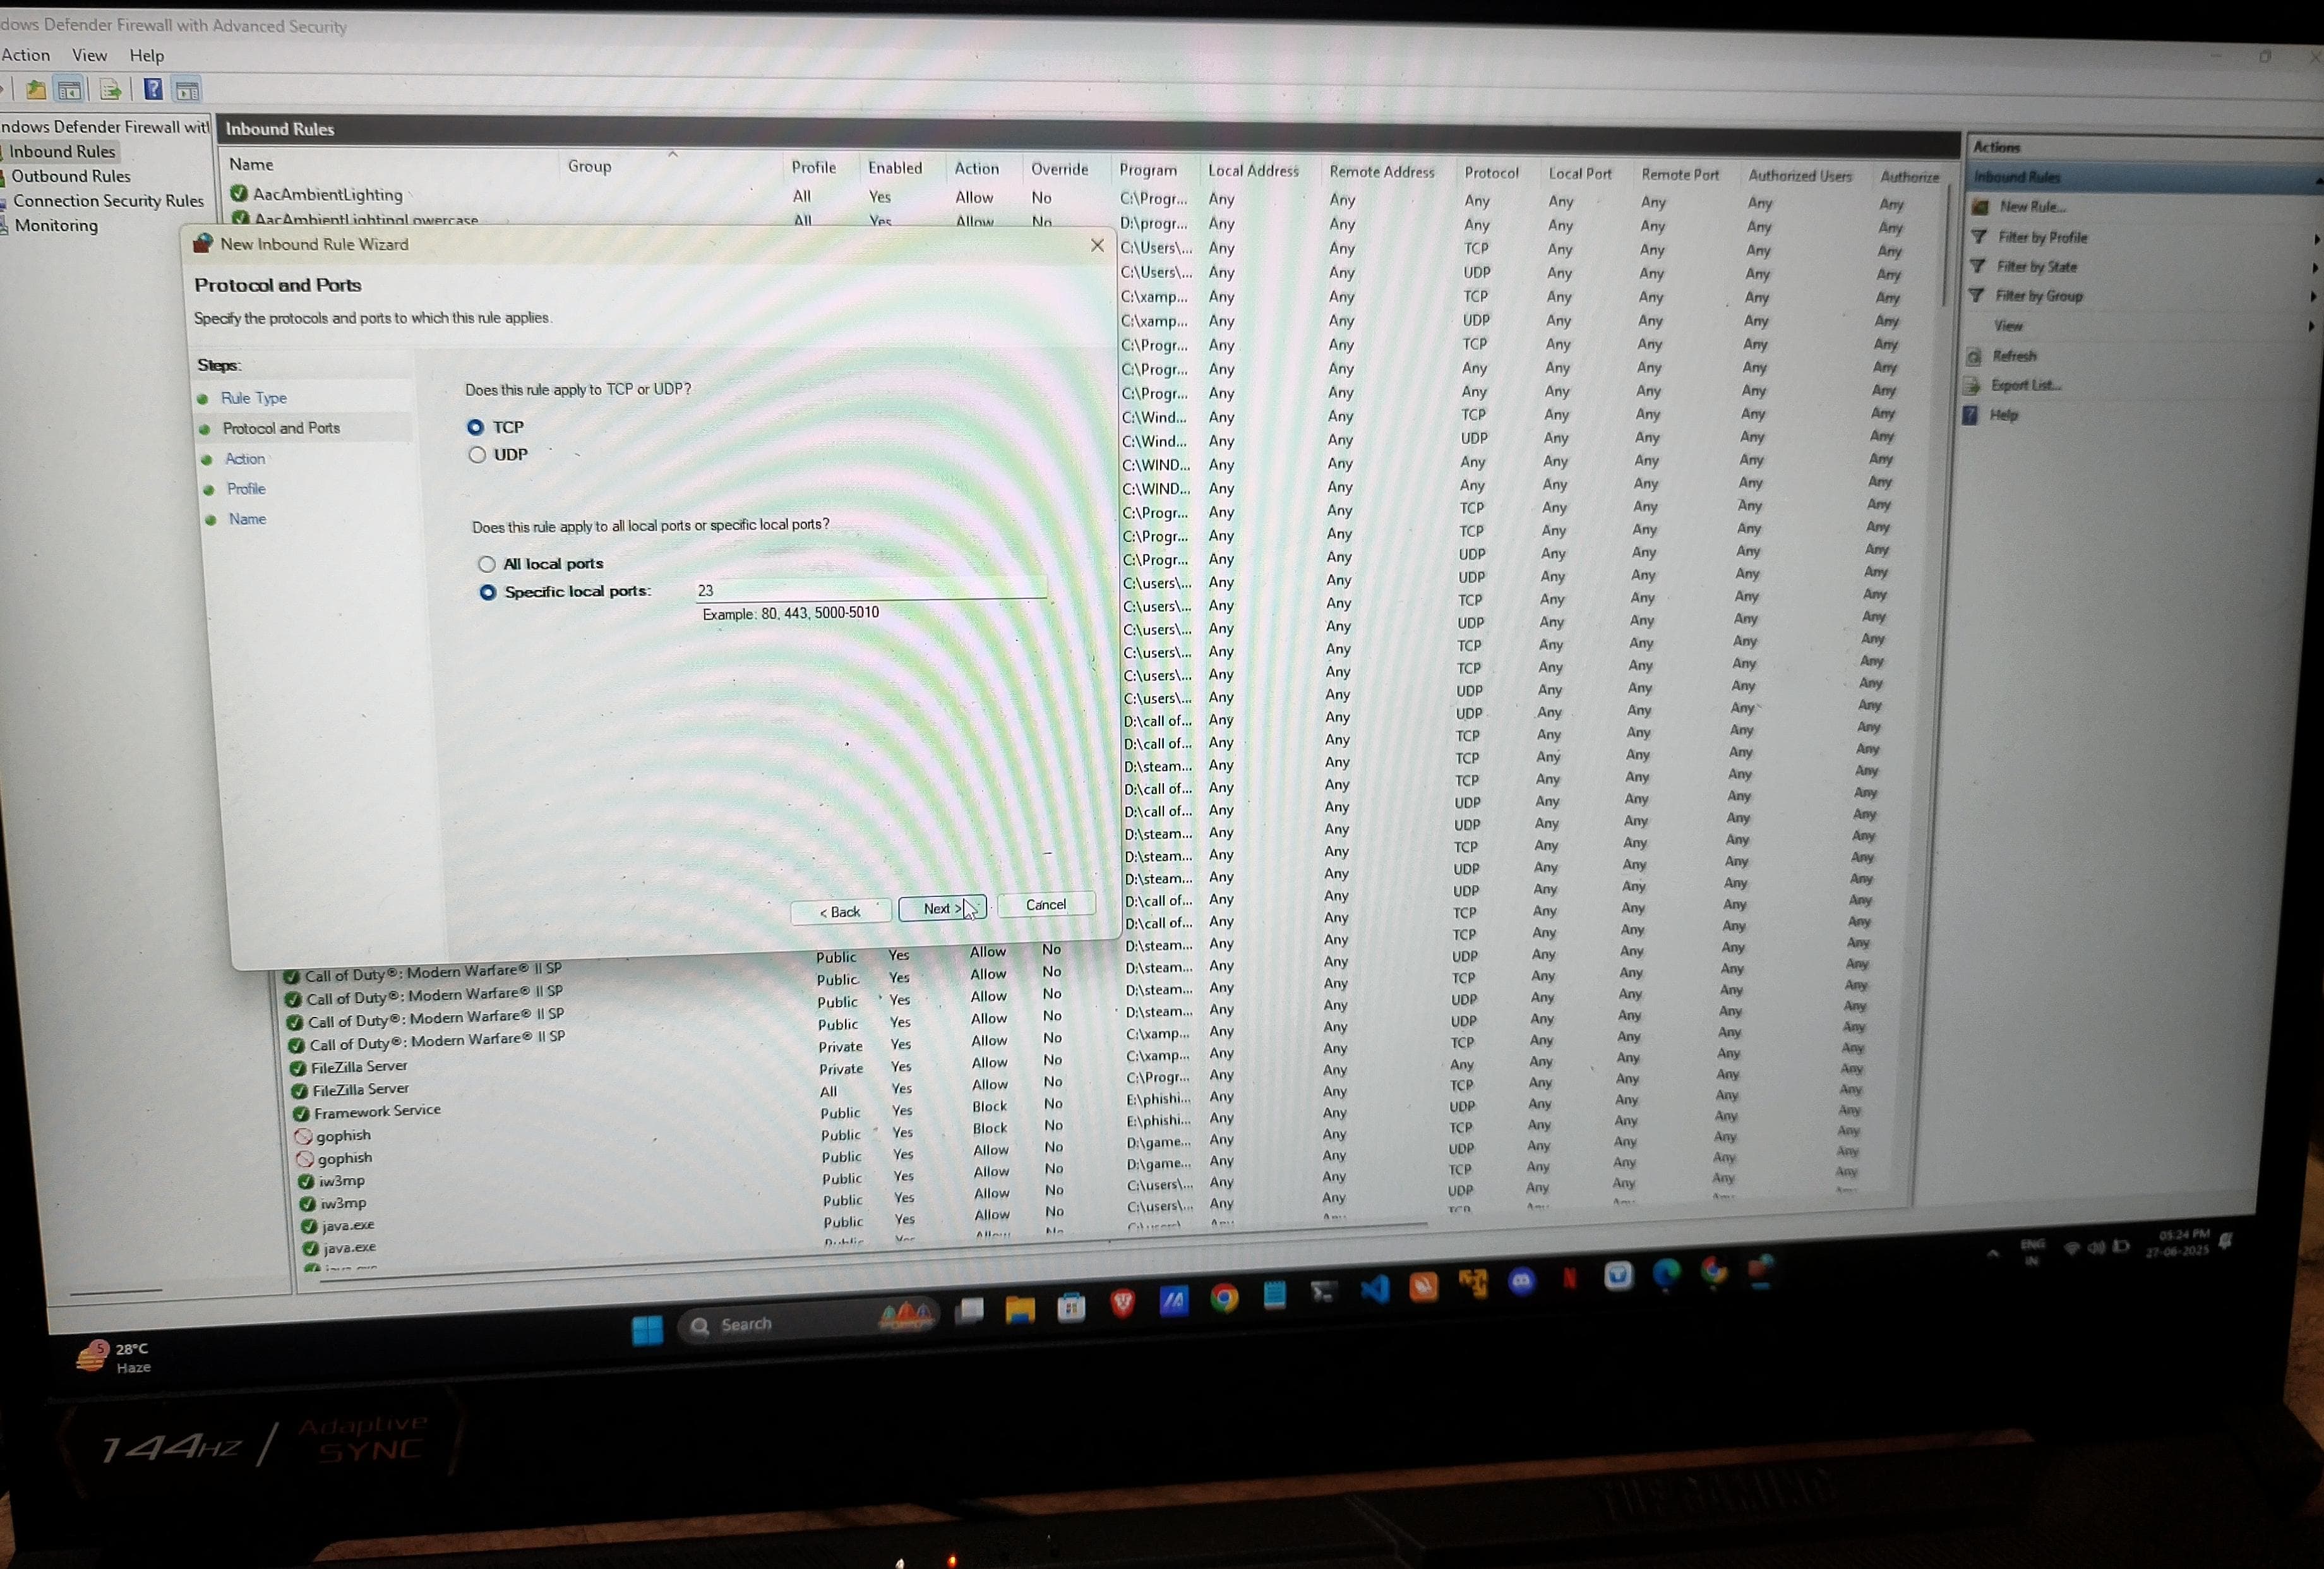 dows Defender Firewall with Advanced Security
Action View Help
ndows Defender Firewall witl
Inbound Rules
Outbound Rules
Connection Security Rules
Monitoring
Inbound Rules
Name Group Profile Enabled Action Override Program Local Address Remote Address Protocol Local Port Remote Port Authorized Users Authorize
AacAmbientLighting All Yes Allow No C:\Progr... Any Any Any Any Any Any Any
AacAmbientLightingLowercase All Yes Allow No D:\progr... Any Any Any Any Any Any Any
C:\Users\... Any Any TCP Any Any Any Any
C:\Users\... Any Any UDP Any Any Any Any
C:\xamp... Any Any TCP Any Any Any Any
C:\xamp... Any Any UDP Any Any Any Any
C:\Progr... Any Any TCP Any Any Any Any
C:\Progr... Any Any Any Any Any Any Any
C:\Progr... Any Any Any Any Any Any Any
C:\Wind... Any Any TCP Any Any Any Any
C:\Wind... Any Any UDP Any Any Any Any
C:\WIND... Any Any Any Any Any Any Any
C:\WIND... Any Any Any Any Any Any Any
C:\Progr... Any Any TCP Any Any Any Any
C:\Progr... Any Any TCP Any Any Any Any
C:\Progr... Any Any UDP Any Any Any Any
C:\users\... Any Any UDP Any Any Any Any
C:\users\... Any Any TCP Any Any Any Any
C:\users\... Any Any UDP Any Any Any Any
C:\users\... Any Any TCP Any Any Any Any
C:\users\... Any Any TCP Any Any Any Any
C:\users\... Any Any UDP Any Any Any Any
D:\call of... Any Any UDP Any Any Any Any
D:\call of... Any Any TCP Any Any Any Any
D:\steam... Any Any TCP Any Any Any Any
D:\call of... Any Any TCP Any Any Any Any
D:\call of... Any Any UDP Any Any Any Any
D:\steam... Any Any UDP Any Any Any Any
D:\steam... Any Any TCP Any Any Any Any
D:\steam... Any Any UDP Any Any Any Any
D:\call of... Any Any UDP Any Any Any Any
D:\call of... Any Any TCP Any Any Any Any
New Inbound Rule Wizard
Protocol and Ports
Specify the protocols and ports to which this rule applies.
Steps:
Rule Type
Protocol and Ports
Action
Profile
Name
Does this rule apply to TCP or UDP?
TCP
UDP
Does this rule apply to all local ports or specific local ports?
All local ports
Specific local ports: 23
Example: 80, 443, 5000-5010
< Back Next > Cancel
Public Yes Allow No D:\steam... Any Any TCP Any Any Any Any
Call of Duty®: Modern Warfare® II SP Public Yes Allow No D:\steam... Any Any UDP Any Any Any Any
Call of Duty®: Modern Warfare® II SP Public Yes Allow No D:\steam... Any Any TCP Any Any Any Any
Call of Duty®: Modern Warfare® II SP Public Yes Allow No D:\steam... Any Any UDP Any Any Any Any
Call of Duty®: Modern Warfare® II SP Private Yes Allow No C:\xamp... Any Any UDP Any Any Any Any
FileZilla Server Private Yes Allow No C:\xamp... Any Any TCP Any Any Any Any
FileZilla Server All Yes Allow No C:\Progr... Any Any Any Any Any Any Any
Framework Service Public Yes Block No E:\phishi... Any Any TCP Any Any Any Any
gophish Public Yes Block No E:\phishi... Any Any UDP Any Any Any Any
gophish Public Yes Allow No D:\game... Any Any TCP Any Any Any Any
iw3mp Public Yes Allow No D:\game... Any Any UDP Any Any Any Any
iw3mp Public Yes Allow No C:\users\... Any Any TCP Any Any Any Any
java.exe Public Yes Allow No C:\users\... Any Any UDP Any Any Any
java.exe
Actions
Inbound Rules
New Rule...
Filter by Profile
Filter by State
Filter by Group
View
Refresh
Export List...
Help
5
28°C
Haze
Search
ENG
IN
05:24 PM
27-06-2025
144HZ / Adaptive
SYNC